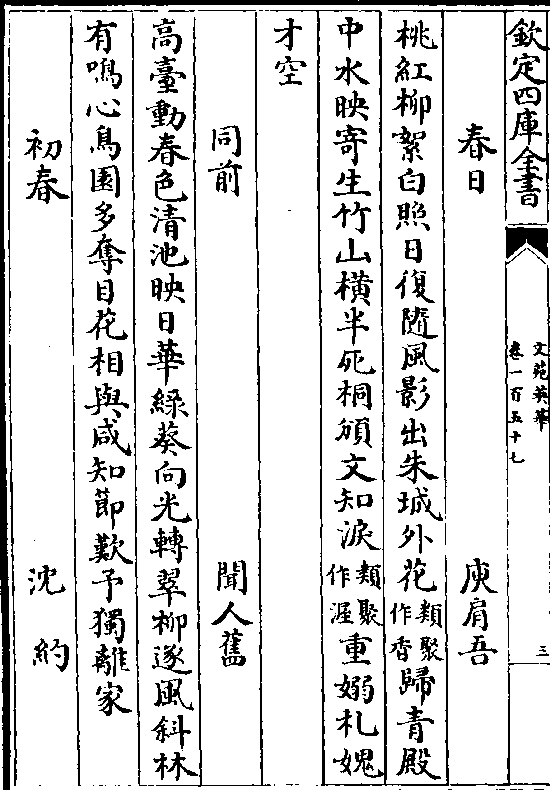 欽定四庫全書
文苑英華
卷一百五十七
三
春日 庾肩吾
桃紅柳絮白照日復隨風影出朱城外花類聚作香歸青殿
中水映寄生竹山橫半死桐頒文知淚類聚作渥重嫋札媿
才空
同前 聞人舊
高臺動春色清池映日華綠葵向光轉翠柳逐風斜林
有鳴心鳥園多奪目花相與咸知節歎予獨離家
初春 沈約